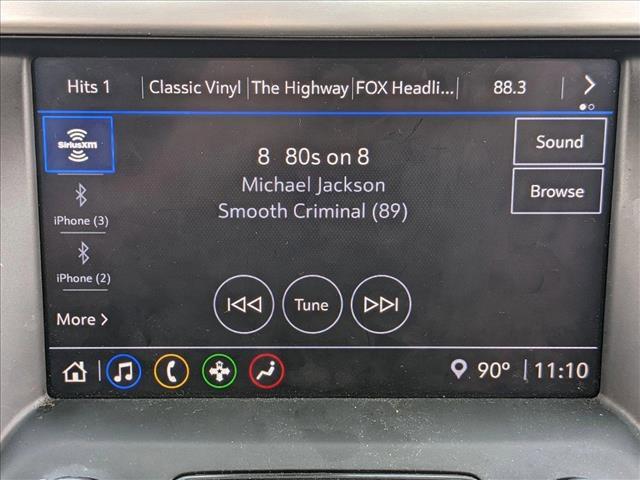 Hits 1 Classic Vinyl The Highway FOX Headli... 88.3
SiriusXM
8 80s on 8
Michael Jackson
Smooth Criminal (89)
Sound
Browse
iPhone (3)
iPhone (2)
More
Tune
90° 11:10